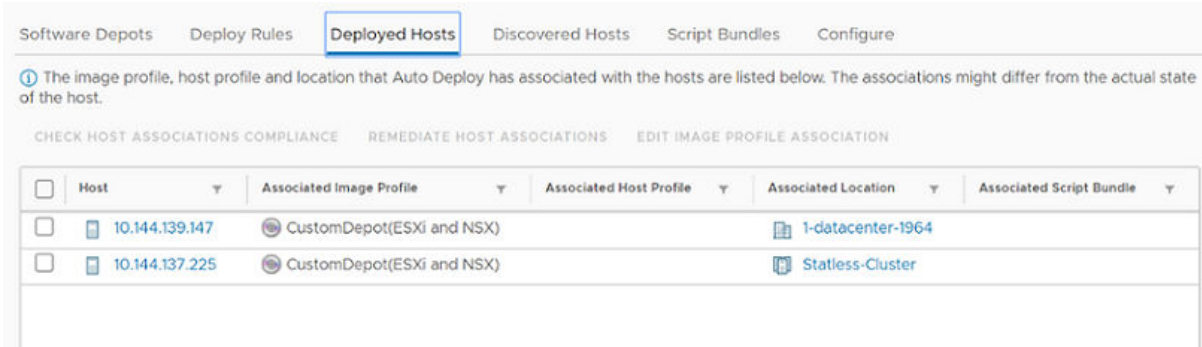 Software Depots Deploy Rules Deployed Hosts Discovered Hosts Script Bundles Configure
The image profile, host profile and location that Auto Deploy has associated with the hosts are listed below. The associations might differ from the actual state
of the host.
CHECK HOST ASSOCIATIONS COMPLIANCE REMEDIATE HOST ASSOCIATIONS EDIT IMAGE PROFILE ASSOCIATION
Host Associated Image Profile Associated Host Profile Associated Location Associated Script Bundle
10.144.139.147 CustomDepot(ESXi and NSX) 1-datacenter-1964
10.144.137.225 CustomDepot(ESXi and NSX) Statless-Cluster